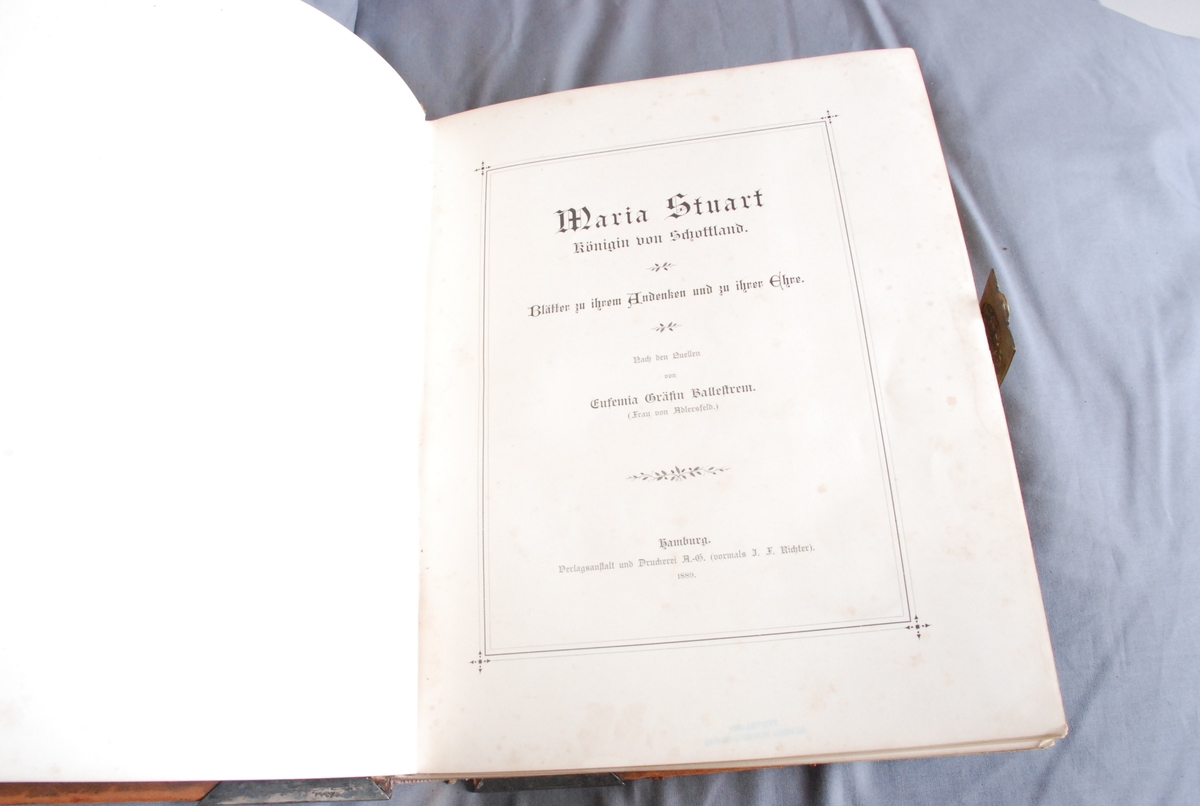 Maria Stuart
Königin von Schottland.
Blätter zu ihrem Andenken und zu ihrer Ehre.
Nach den Quellen
von
Eufemia Gräfin Ballestrem.
(Frau von Adlersfeld.)
Hamburg.
Verlagsanstalt und Druckerei A.-G. (vormals J. F. Richter).
1889.